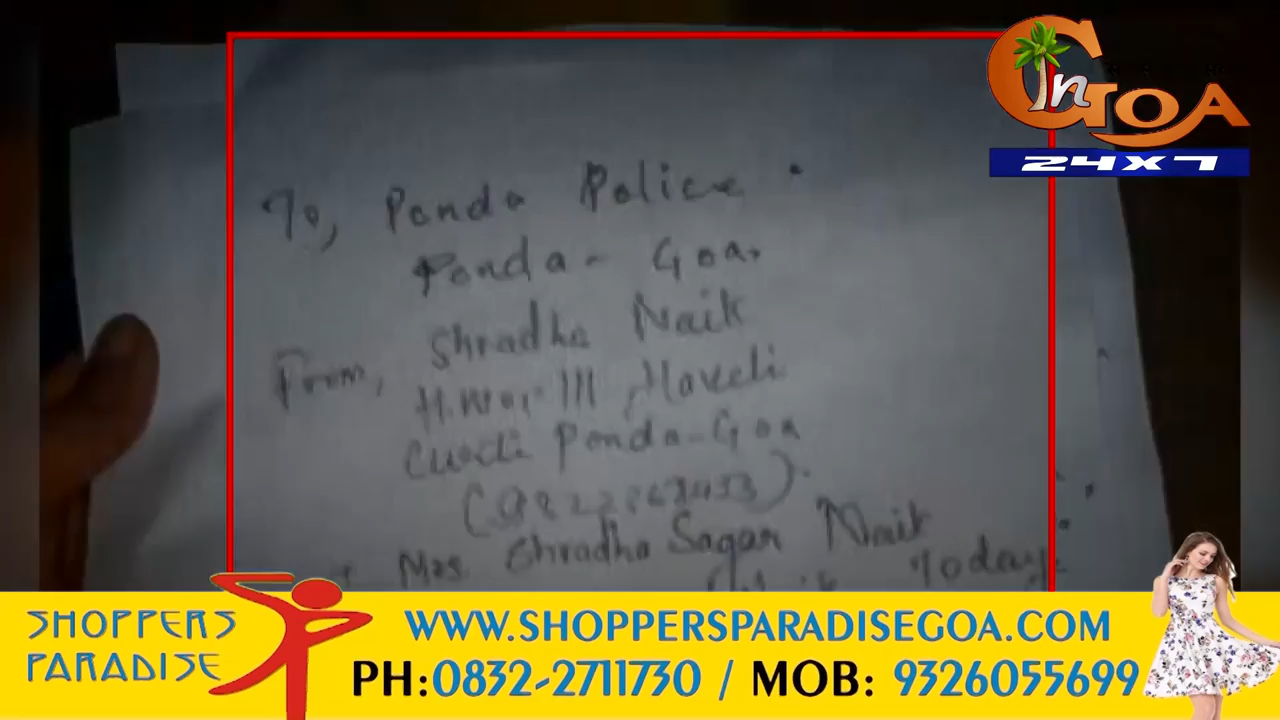 In GOA
24X7
To, Ponda Police.
Ponda - Goa.
From, Shradha Naik
Haveli
Curti Ponda-Goa
Mrs Shradha Sagar Naik
Today
SHOPPERS
PARADISE
WWW.SHOPPERSPARADISEGOA.COM
PH:0832-2711730 / MOB: 9326055699